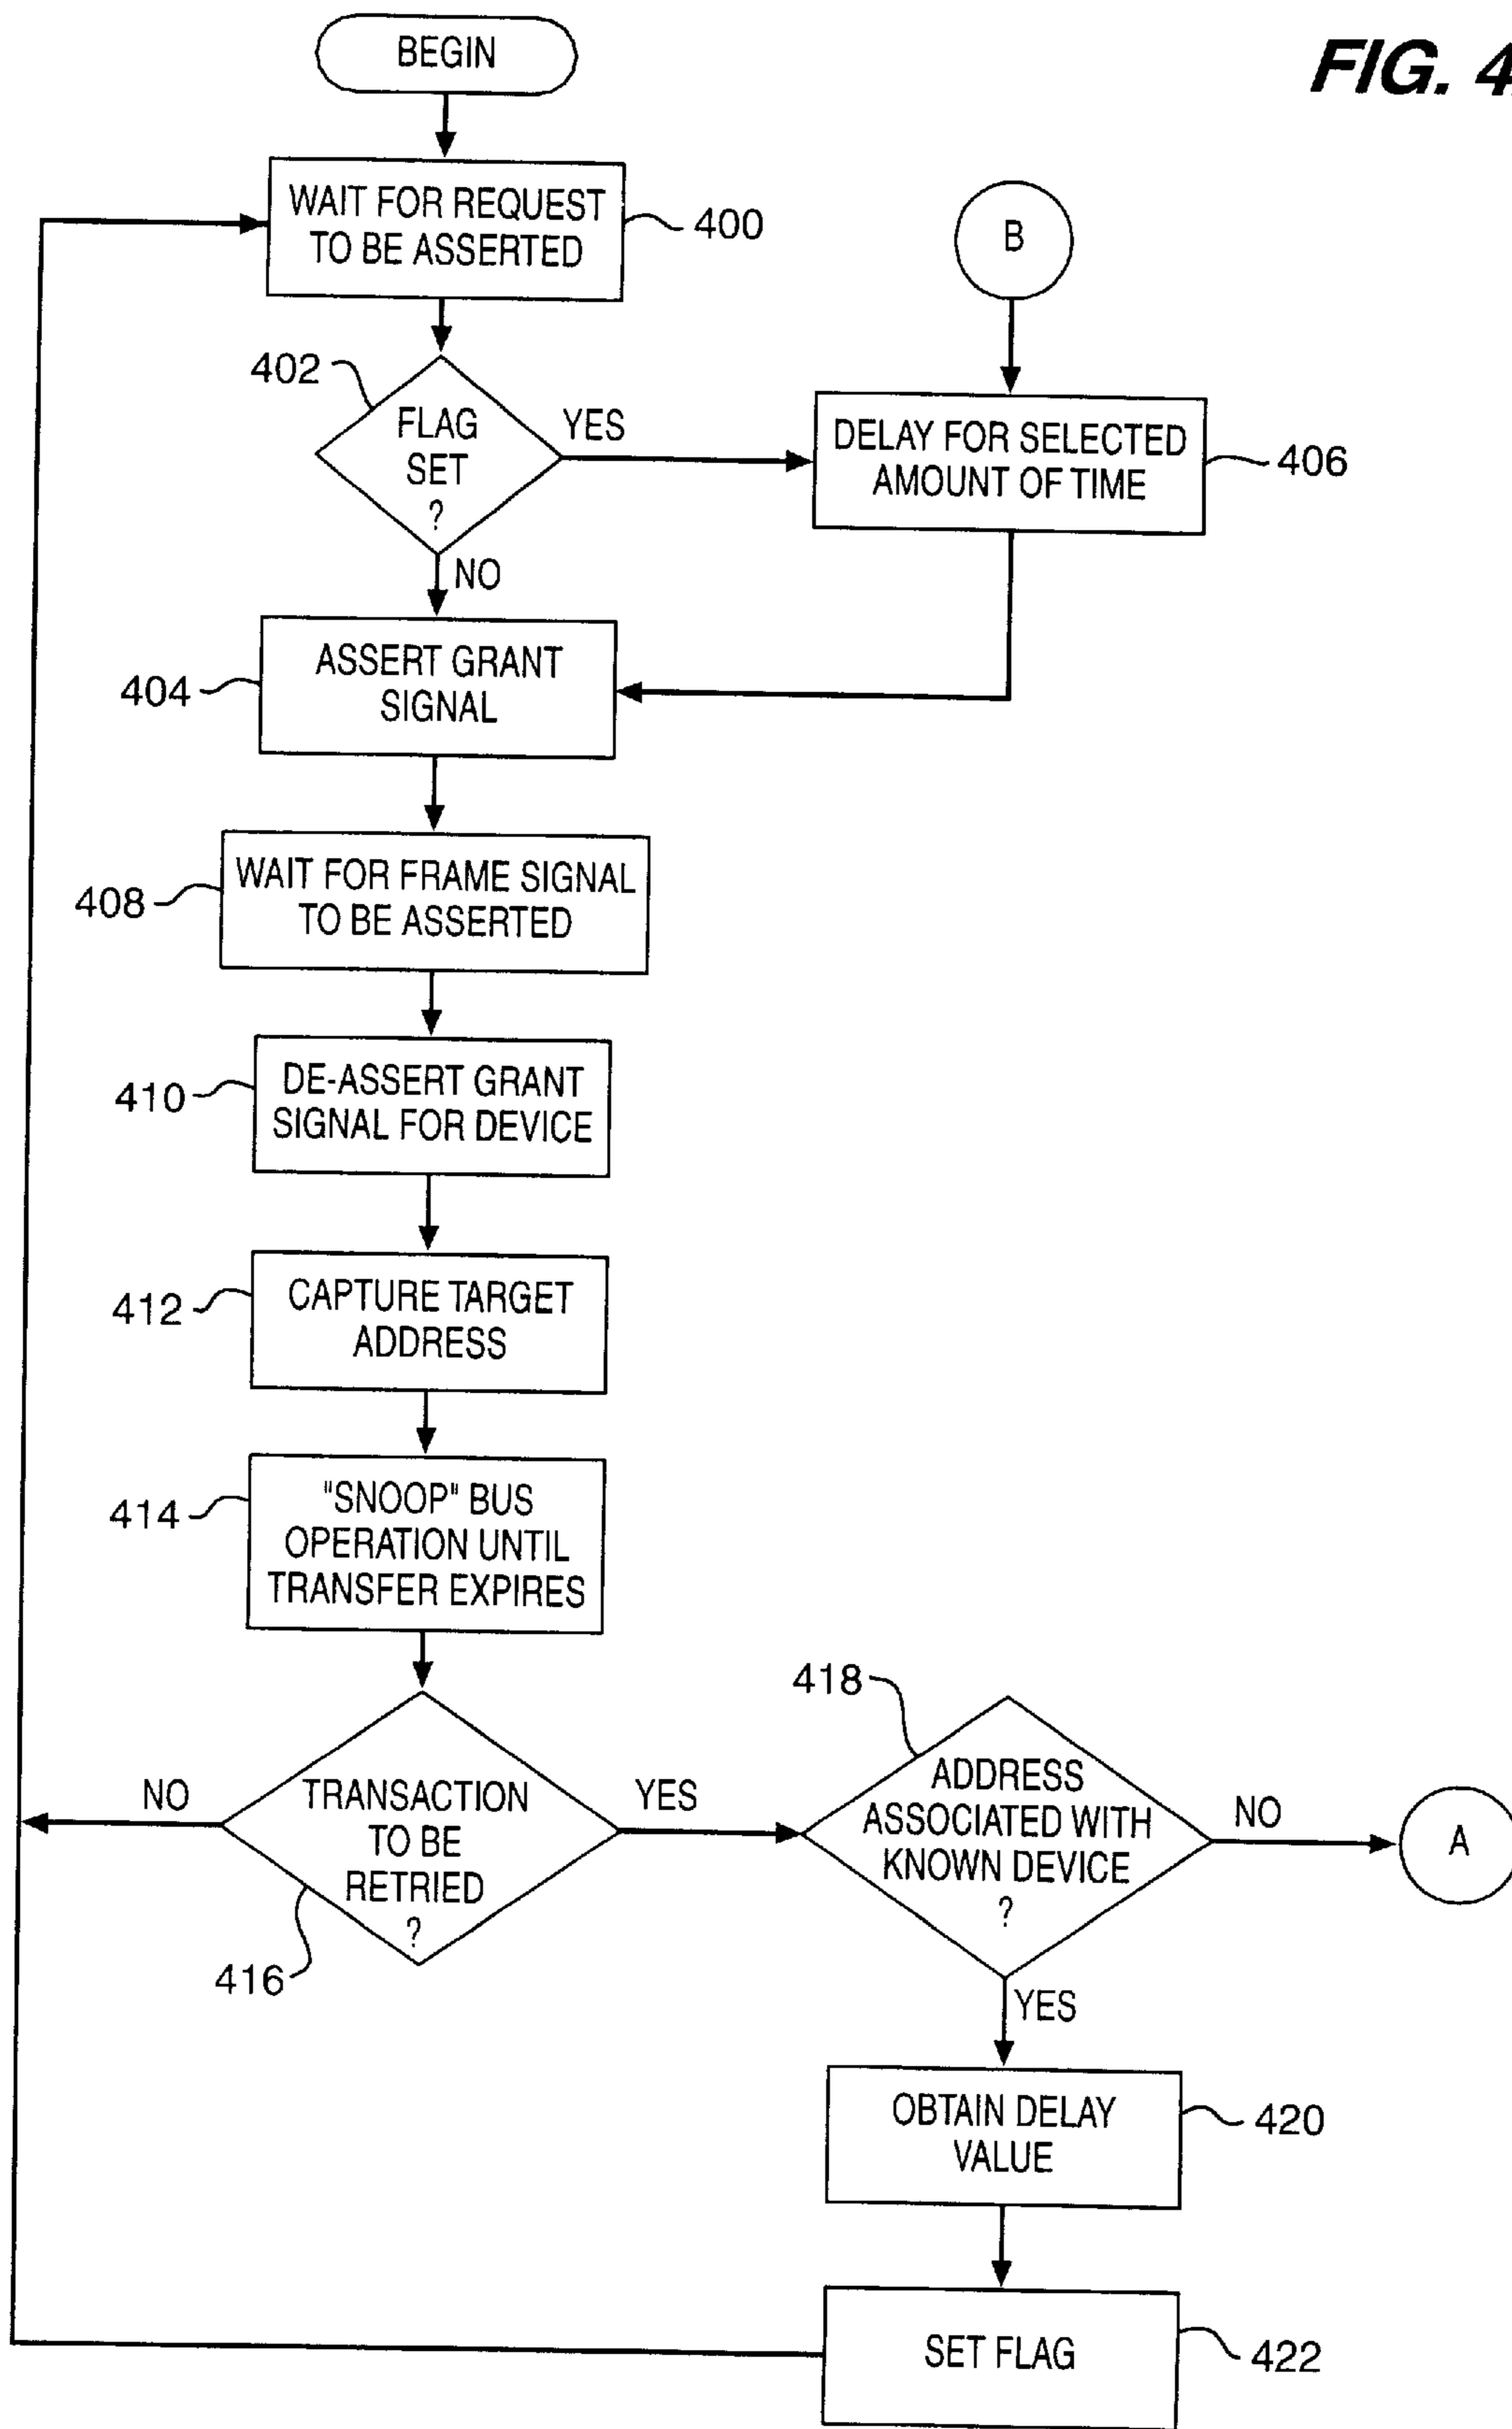 FIG. 4
BEGIN
WAIT FOR REQUEST
TO BE ASSERTED
400
B
402
FLAG
SET
?
YES
NO
DELAY FOR SELECTED
AMOUNT OF TIME
406
ASSERT GRANT
SIGNAL
404
WAIT FOR FRAME SIGNAL
TO BE ASSERTED
408
DE-ASSERT GRANT
SIGNAL FOR DEVICE
410
CAPTURE TARGET
ADDRESS
412
"SNOOP" BUS
OPERATION UNTIL
TRANSFER EXPIRES
414
TRANSACTION
TO BE
RETRIED
?
416
NO
YES
418
ADDRESS
ASSOCIATED WITH
KNOWN DEVICE
?
NO
A
YES
OBTAIN DELAY
VALUE
420
SET FLAG
422